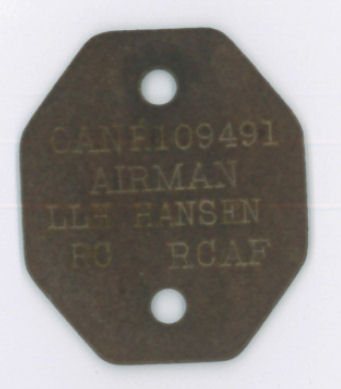 CAN R109491
AIRMAN
LLH HANSEN
RC RCAF